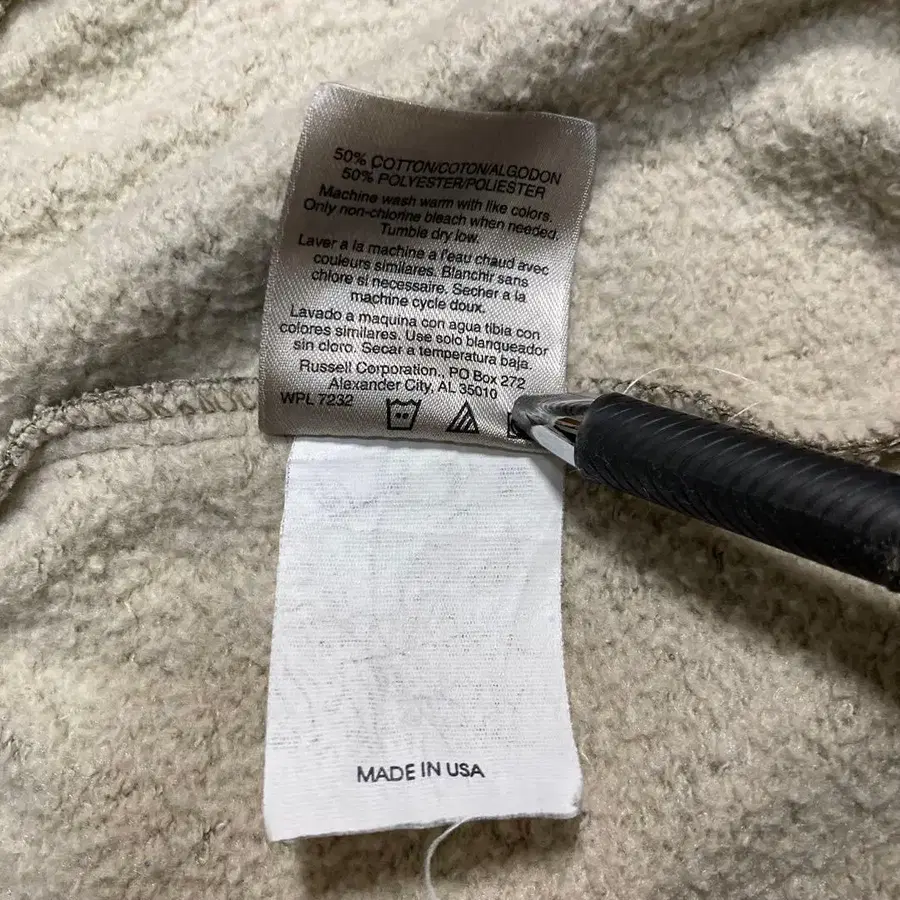 50% COTTON/COTON/ALGODON
50% POLYESTER/POLIESTER
Machine wash warm with like colors.
Only non-chlorine bleach when needed.
Tumble dry low.
Laver a la machine a l'eau chaud avec
couleurs similares. Blanchir sans
chlore si necessaire. Secher a la
machine cycle doux.
Lavado a maquina con agua tibia con
colores similares. Use solo blanqueador
sin cloro. Secar a temperatura baja.
Russell Corporation., PO Box 272
Alexander City, AL 35010
WPL 7232
MADE IN USA